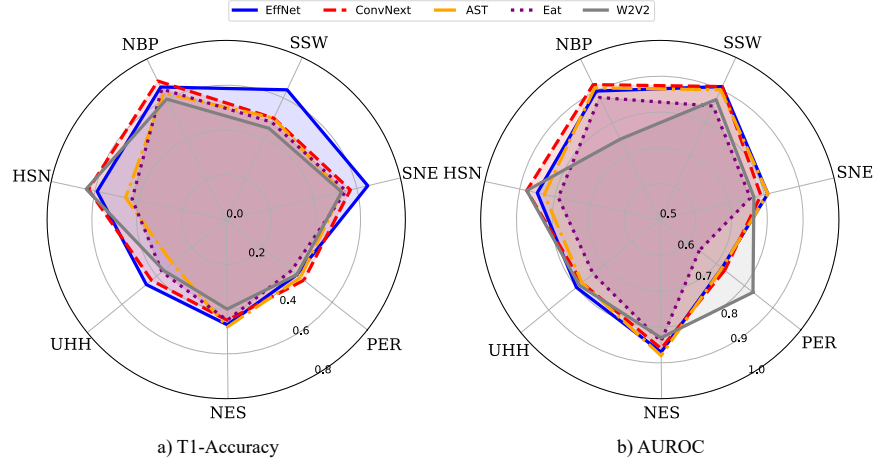 EffNet ConvNext AST Eat W2V2
NBP SSW NBP SSW
HSN SNE HSN SNE
0.0 0.5
0.2 0.6
0.4 0.7
0.6 0.8
0.8 0.9
1.0
UHH PER UHH PER
NES NES
a) T1-Accuracy b) AUROC